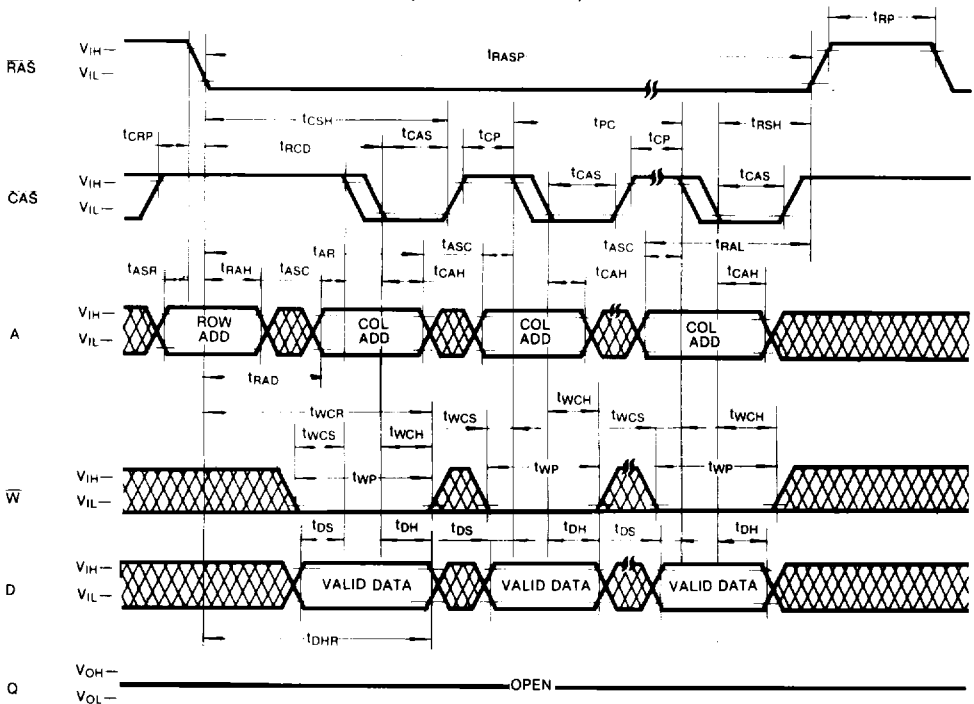 tRP
RAS VIH— VIL— tRASP
tCRP tCSH tRCD tCAS tCP tPC tCP tRSH
CAS VIH— VIL— tCAS tCAS
tASR tRAH tASC tAR tASC tCAH tCAH tASC tRAL tCAH
A VIH— VIL— ROW ADD COL ADD COL ADD COL ADD
tRAD
tWCR tWCH
tWCS tWCH tWCS tWCS tWCH
W VIH— VIL— tWP tWP tWP
tDS tDH tDS tDH tDS tDH
D VIH— VIL— VALID DATA VALID DATA VALID DATA
tDHR
Q VOH— VOL— OPEN